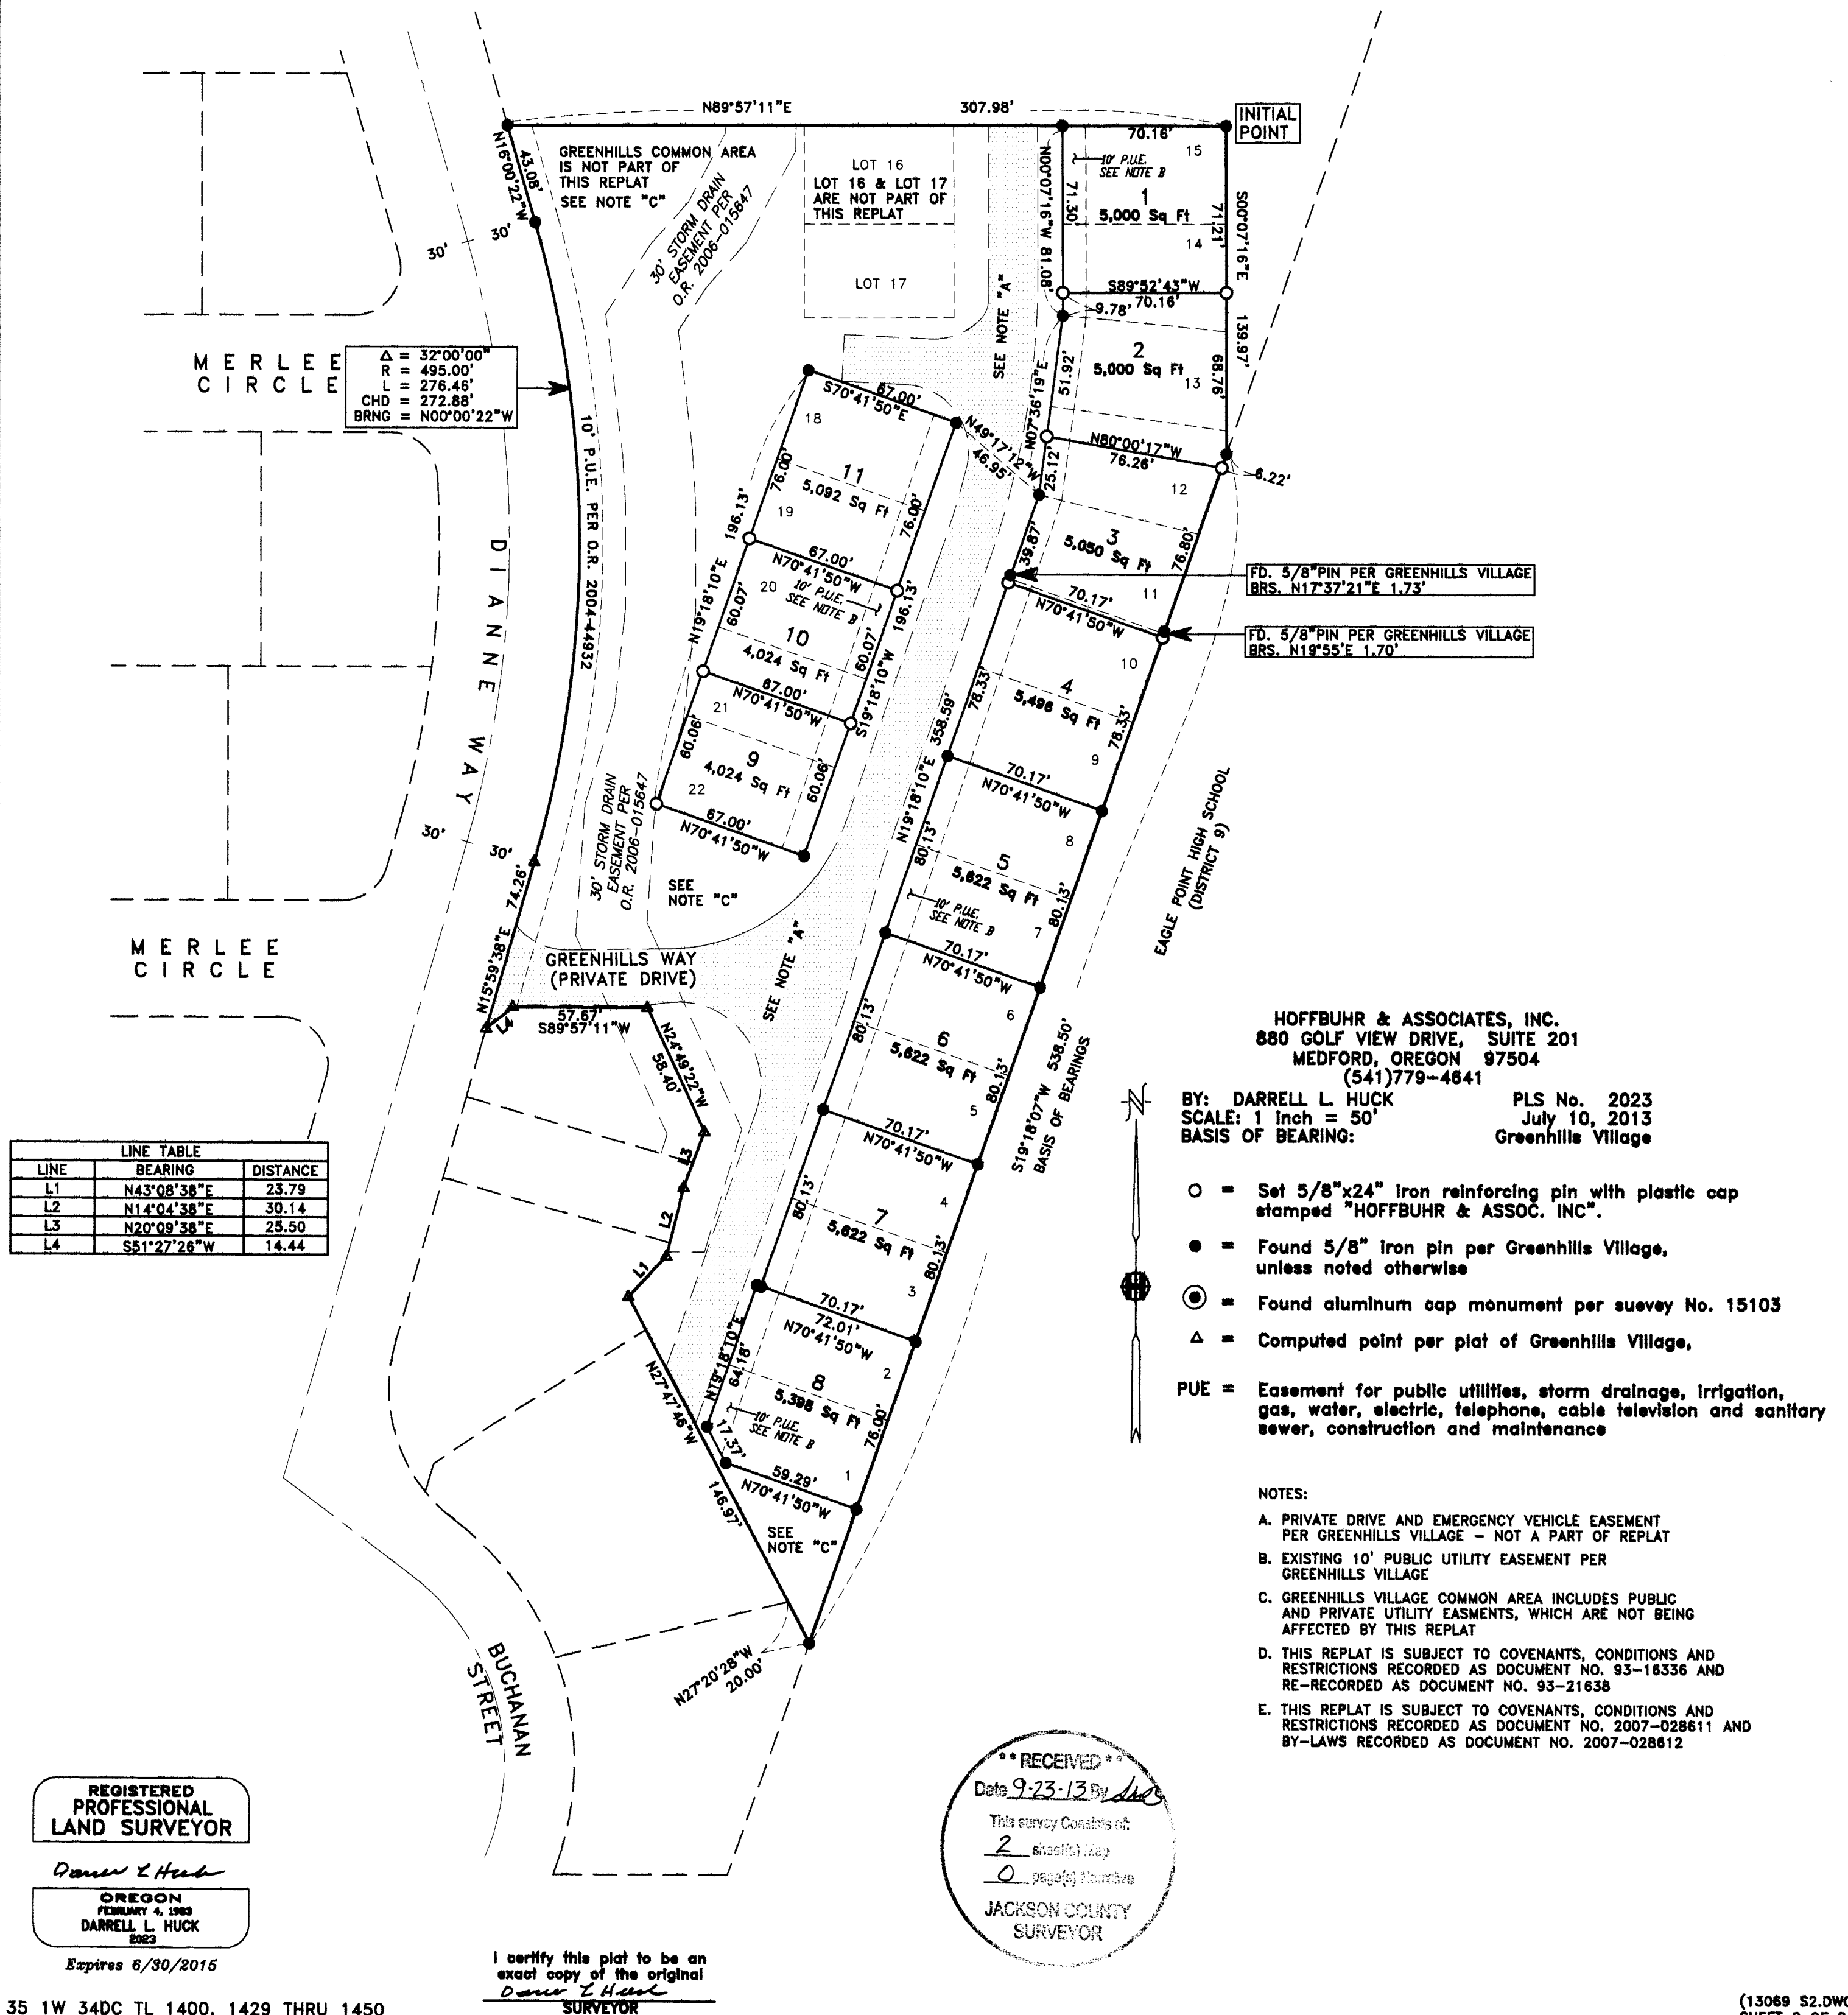 N89°57'11"E 307.98'
INITIAL
POINT
70.16'
15
10' P.U.E.
SEE NOTE B
1
5,000 Sq Ft
14
N00°07'16"W 81.08'
71.30'
71.21'
S00°07'16"E 139.97'
S89°52'43"W
70.16'
9.78'
N16°00'22"W
43.08'
30'
30'
GREENHILLS COMMON AREA
IS NOT PART OF
THIS REPLAT
SEE NOTE "C"
30' STORM DRAIN
EASEMENT PER
O.R. 2006-015647
LOT 16
LOT 16 & LOT 17
ARE NOT PART OF
THIS REPLAT
LOT 17
SEE NOTE "A"
MERLEE
CIRCLE
Δ = 32°00'00"
R = 495.00'
L = 276.46'
CHD = 272.88'
BRNG = N00°00'22"W
10' P.U.E. PER O.R. 2004-44932
DIANNE WAY
2
5,000 Sq Ft
13
68.76'
N07°36'19"E
51.92'
25.12'
N80°00'17"W
76.26'
6.22'
12
67.00'
S70°41'50"E
N49°17'12"W
46.95'
18
11
5,092 Sq Ft
19
76.00'
76.00'
196.13'
N19°18'10"E
67.00'
N70°41'50"W
20
10' P.U.E.
SEE NOTE B
196.13'
S19°18'10"W
60.07'
60.07'
10
4,024 Sq Ft
67.00'
N70°41'50"W
21
9
4,024 Sq Ft
22
60.06'
60.06'
67.00'
N70°41'50"W
39.87'
3
5,050 Sq Ft
76.80'
11
FD. 5/8"PIN PER GREENHILLS VILLAGE
BRS. N17°37'21"E 1.73'
70.17'
N70°41'50"W
FD. 5/8"PIN PER GREENHILLS VILLAGE
BRS. N19°55'E 1.70'
10
78.33'
4
5,496 Sq Ft
78.33'
9
N19°18'10"E 358.59'
70.17'
N70°41'50"W
8
80.13'
5
5,622 Sq Ft
80.13'
10' P.U.E.
SEE NOTE B
7
EAGLE POINT HIGH SCHOOL
(DISTRICT 9)
70.17'
N70°41'50"W
30'
30'
74.26'
N15°59'38"E
30' STORM DRAIN
EASEMENT PER
O.R. 2006-015647
SEE
NOTE "C"
MERLEE
CIRCLE
GREENHILLS WAY
(PRIVATE DRIVE)
SEE NOTE "A"
L4
57.67'
S89°57'11"W
N24°49'22"W
58.40'
L3
L2
L1
6
80.13'
6
5,622 Sq Ft
80.13'
5
70.17'
N70°41'50"W
S19°18'07"W 538.50'
BASIS OF BEARINGS
4
80.13'
7
5,622 Sq Ft
80.13'
3
70.17'
72.01'
N70°41'50"W
N19°18'10"E
64.18'
8
5,398 Sq Ft
2
76.00'
10' P.U.E.
SEE NOTE B
17.37'
59.29'
N70°41'50"W
1
N27°47'46"W
146.97'
SEE
NOTE "C"
N27°20'28"W
20.00'
BUCHANAN
STREET
LINE TABLE
LINE BEARING DISTANCE
L1 N43°08'38"E 23.79
L2 N14°04'38"E 30.14
L3 N20°09'38"E 25.50
L4 S51°27'26"W 14.44
HOFFBUHR & ASSOCIATES, INC.
880 GOLF VIEW DRIVE, SUITE 201
MEDFORD, OREGON 97504
(541)779-4641
BY: DARRELL L. HUCK PLS No. 2023
SCALE: 1 inch = 50' July 10, 2013
BASIS OF BEARING: Greenhills Village
N
H
= Set 5/8"x24" iron reinforcing pin with plastic cap
stamped "HOFFBUHR & ASSOC. INC".
= Found 5/8" iron pin per Greenhills Village,
unless noted otherwise
= Found aluminum cap monument per suevey No. 15103
= Computed point per plat of Greenhills Village,
PUE = Easement for public utilities, storm drainage, irrigation,
gas, water, electric, telephone, cable television and sanitary
sewer, construction and maintenance
NOTES:
A. PRIVATE DRIVE AND EMERGENCY VEHICLE EASEMENT
PER GREENHILLS VILLAGE - NOT A PART OF REPLAT
B. EXISTING 10' PUBLIC UTILITY EASEMENT PER
GREENHILLS VILLAGE
C. GREENHILLS VILLAGE COMMON AREA INCLUDES PUBLIC
AND PRIVATE UTILITY EASMENTS, WHICH ARE NOT BEING
AFFECTED BY THIS REPLAT
D. THIS REPLAT IS SUBJECT TO COVENANTS, CONDITIONS AND
RESTRICTIONS RECORDED AS DOCUMENT NO. 93-16336 AND
RE-RECORDED AS DOCUMENT NO. 93-21638
E. THIS REPLAT IS SUBJECT TO COVENANTS, CONDITIONS AND
RESTRICTIONS RECORDED AS DOCUMENT NO. 2007-028611 AND
BY-LAWS RECORDED AS DOCUMENT NO. 2007-028612
**RECEIVED**
Date 9-23-13 By
This survey Consists of:
2 sheet(s) Map
0 page(s) Narrative
JACKSON COUNTY
SURVEYOR
REGISTERED
PROFESSIONAL
LAND SURVEYOR
Darrell L Huck
OREGON
FEBRUARY 4, 1983
DARRELL L. HUCK
2023
Expires 6/30/2015
I certify this plat to be an
exact copy of the original
Darrell L Huck
SURVEYOR
35 1W 34DC TL 1400, 1429 THRU 1450
(13069 S2.DWG